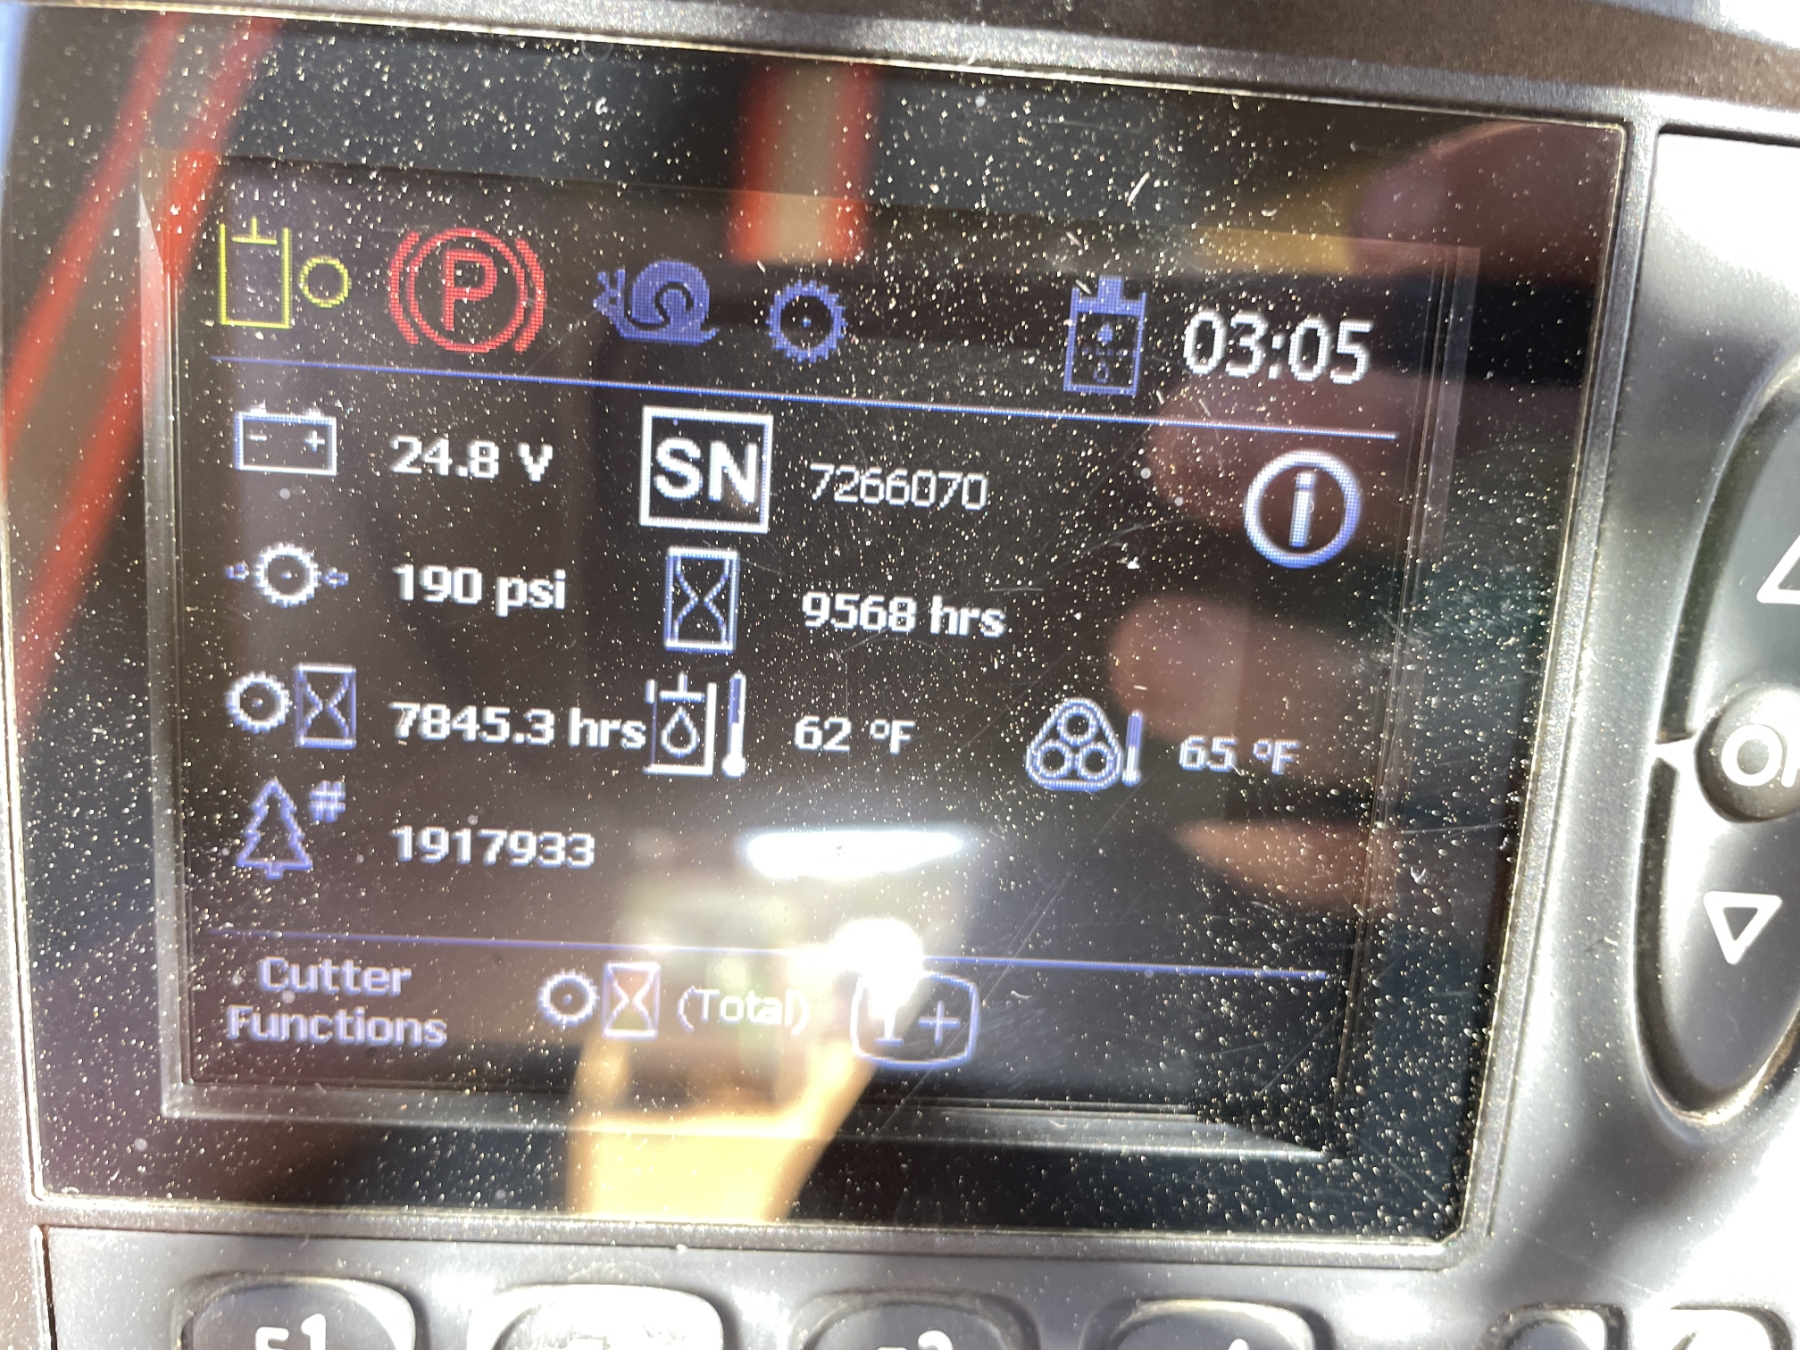 P
03:05
24.8 V
SN
7266070
i
190 psi
9568 hrs
7845.3 hrs
62 °F
65 °F
#
1917933
Cutter
Functions
(Total)
+